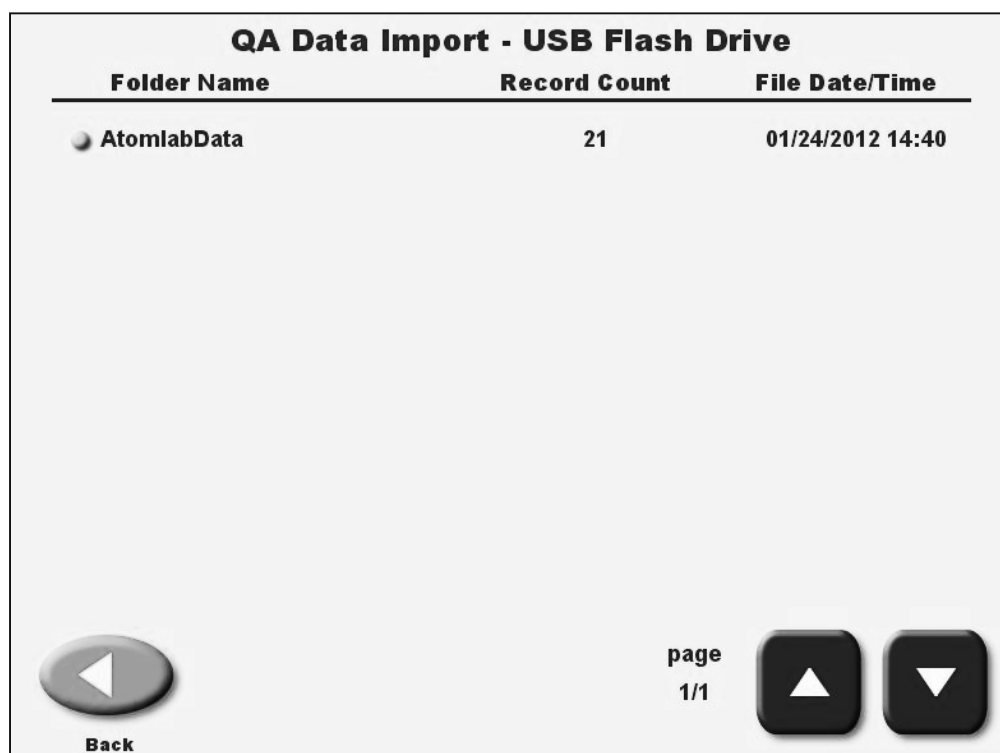 QA Data Import - USB Flash Drive
Folder Name Record Count File Date/Time
AtomlabData 21 01/24/2012 14:40
page
1/1
Back